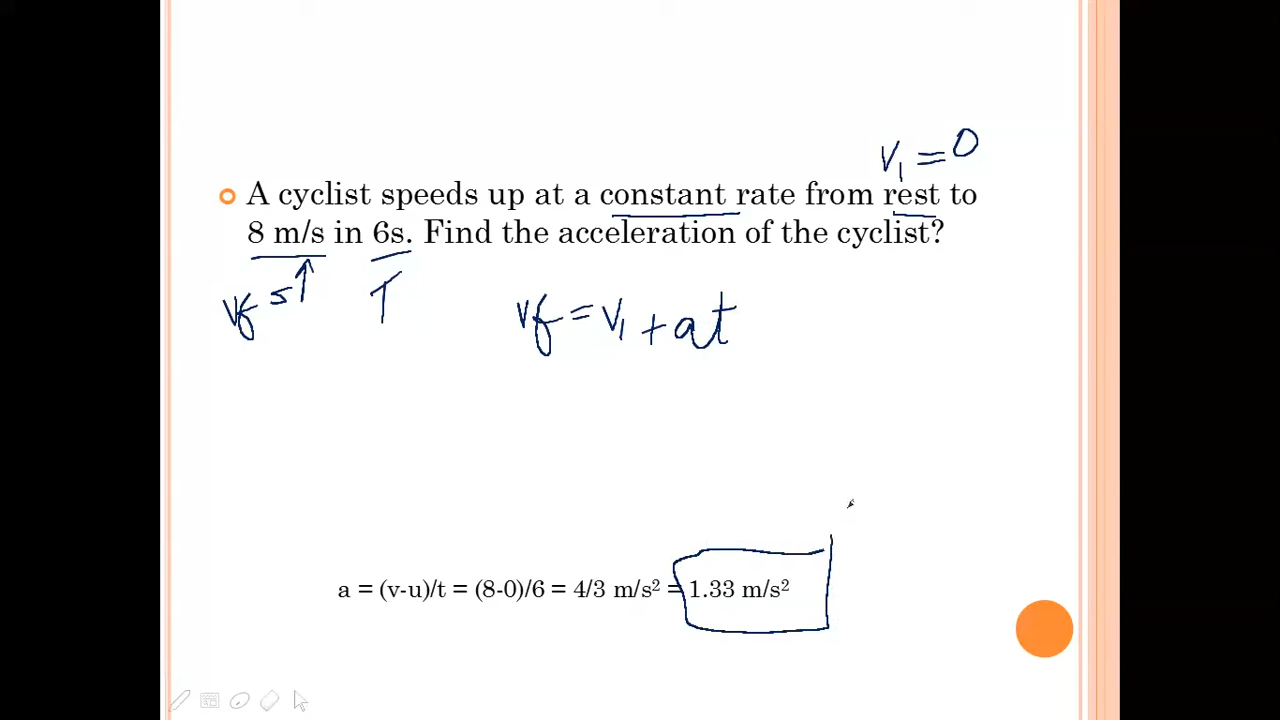 v₁ = 0
A cyclist speeds up at a constant rate from rest to
8 m/s in 6s. Find the acceleration of the cyclist?
vf
T
vf = v₁ + at
a = (v-u)/t = (8-0)/6 = 4/3 m/s² = 1.33 m/s²